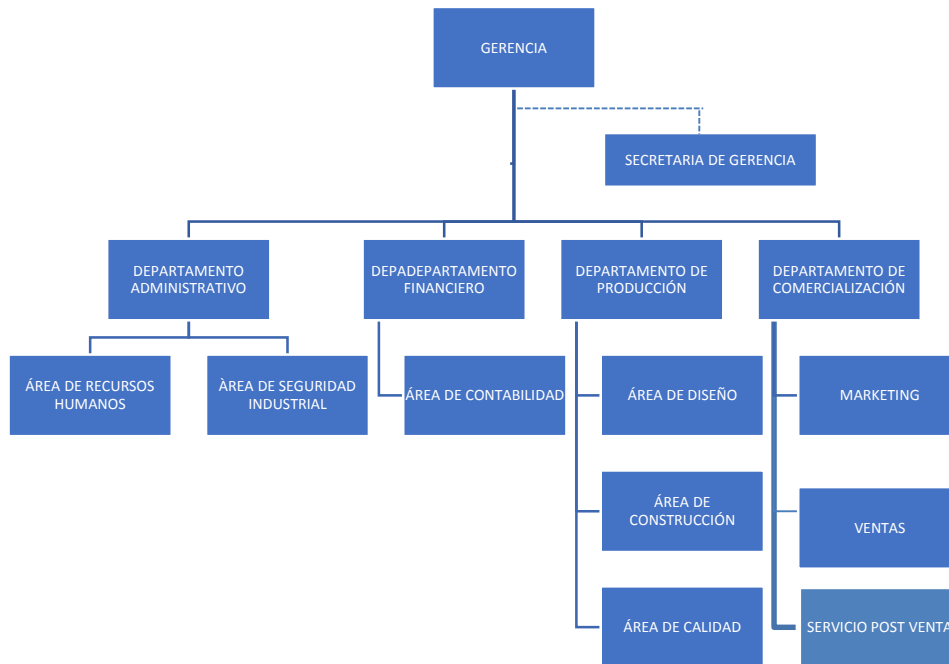 GERENCIA
SECRETARIA DE GERENCIA
DEPARTAMENTO
ADMINISTRATIVO
DEPADEPARTAMENTO
FINANCIERO
DEPARTAMENTO DE
PRODUCCIÓN
DEPARTAMENTO DE
COMERCIALIZACIÓN
ÁREA DE RECURSOS
HUMANOS
ÀREA DE SEGURIDAD
INDUSTRIAL
ÁREA DE CONTABILIDAD
ÁREA DE DISEÑO
MARKETING
ÁREA DE
CONSTRUCCIÓN
VENTAS
ÁREA DE CALIDAD
SERVICIO POST VENTA